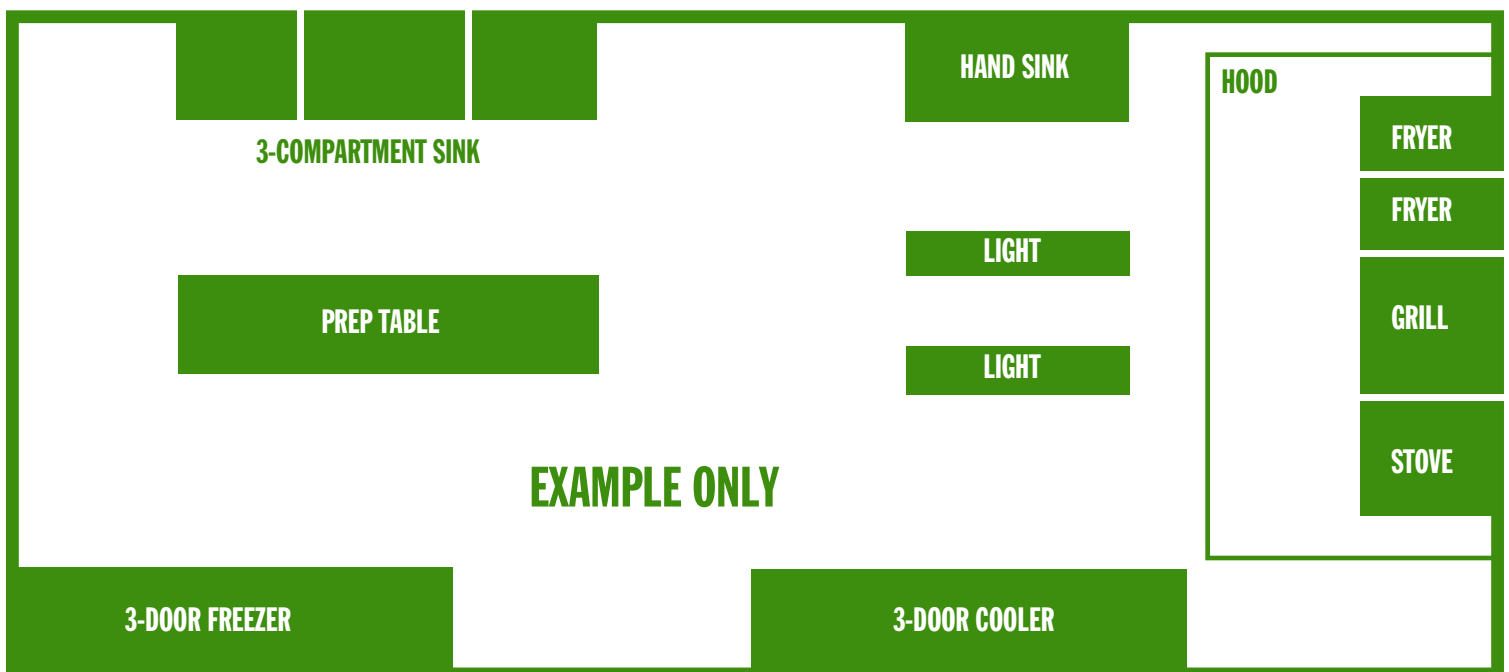 HAND SINK
HOOD
FRYER
3-COMPARTMENT SINK
FRYER
LIGHT
PREP TABLE
GRILL
LIGHT
STOVE
EXAMPLE ONLY
3-DOOR FREEZER
3-DOOR COOLER